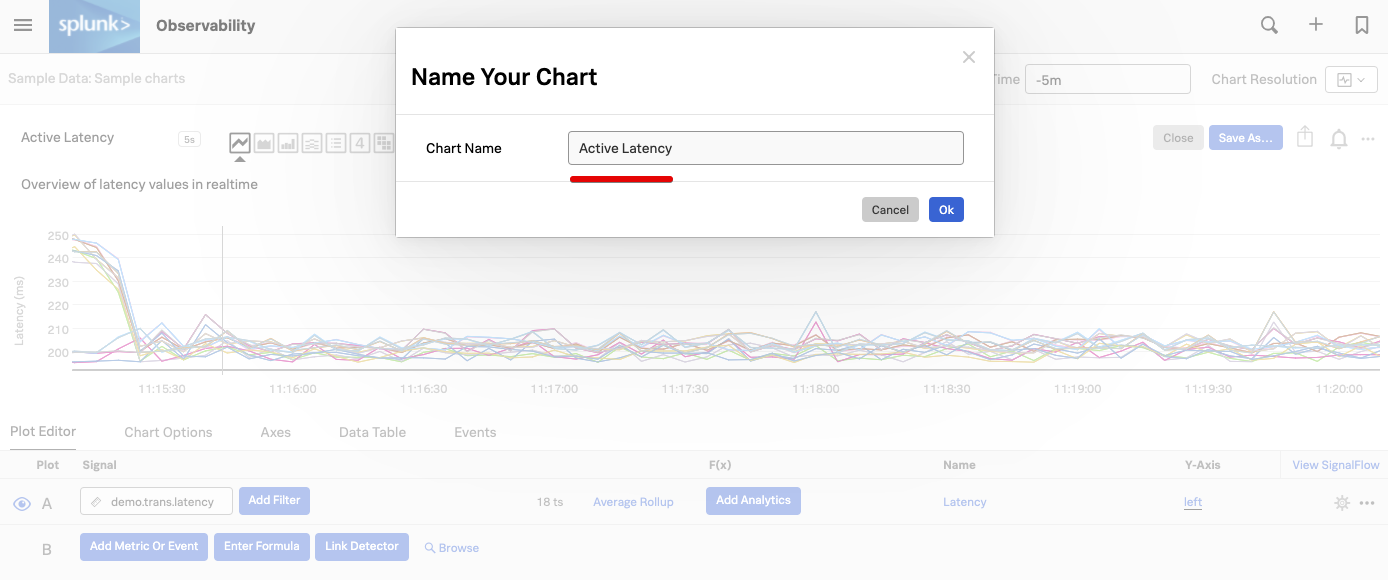 splunk>
Observability
Sample Data: Sample charts
Time
-5m
Chart Resolution
Name Your Chart
Active Latency
5s
4
Close
Save As...
Chart Name
Active Latency
Overview of latency values in realtime
Cancel
Ok
Latency (ms)
250
240
230
220
210
200
11:15:30
11:16:00
11:16:30
11:17:00
11:17:30
11:18:00
11:18:30
11:19:00
11:19:30
11:20:00
Plot Editor
Chart Options
Axes
Data Table
Events
Plot
Signal
F(x)
Name
Y-Axis
View SignalFlow
A
demo.trans.latency
Add Filter
18 ts
Average Rollup
Add Analytics
Latency
left
B
Add Metric Or Event
Enter Formula
Link Detector
Browse